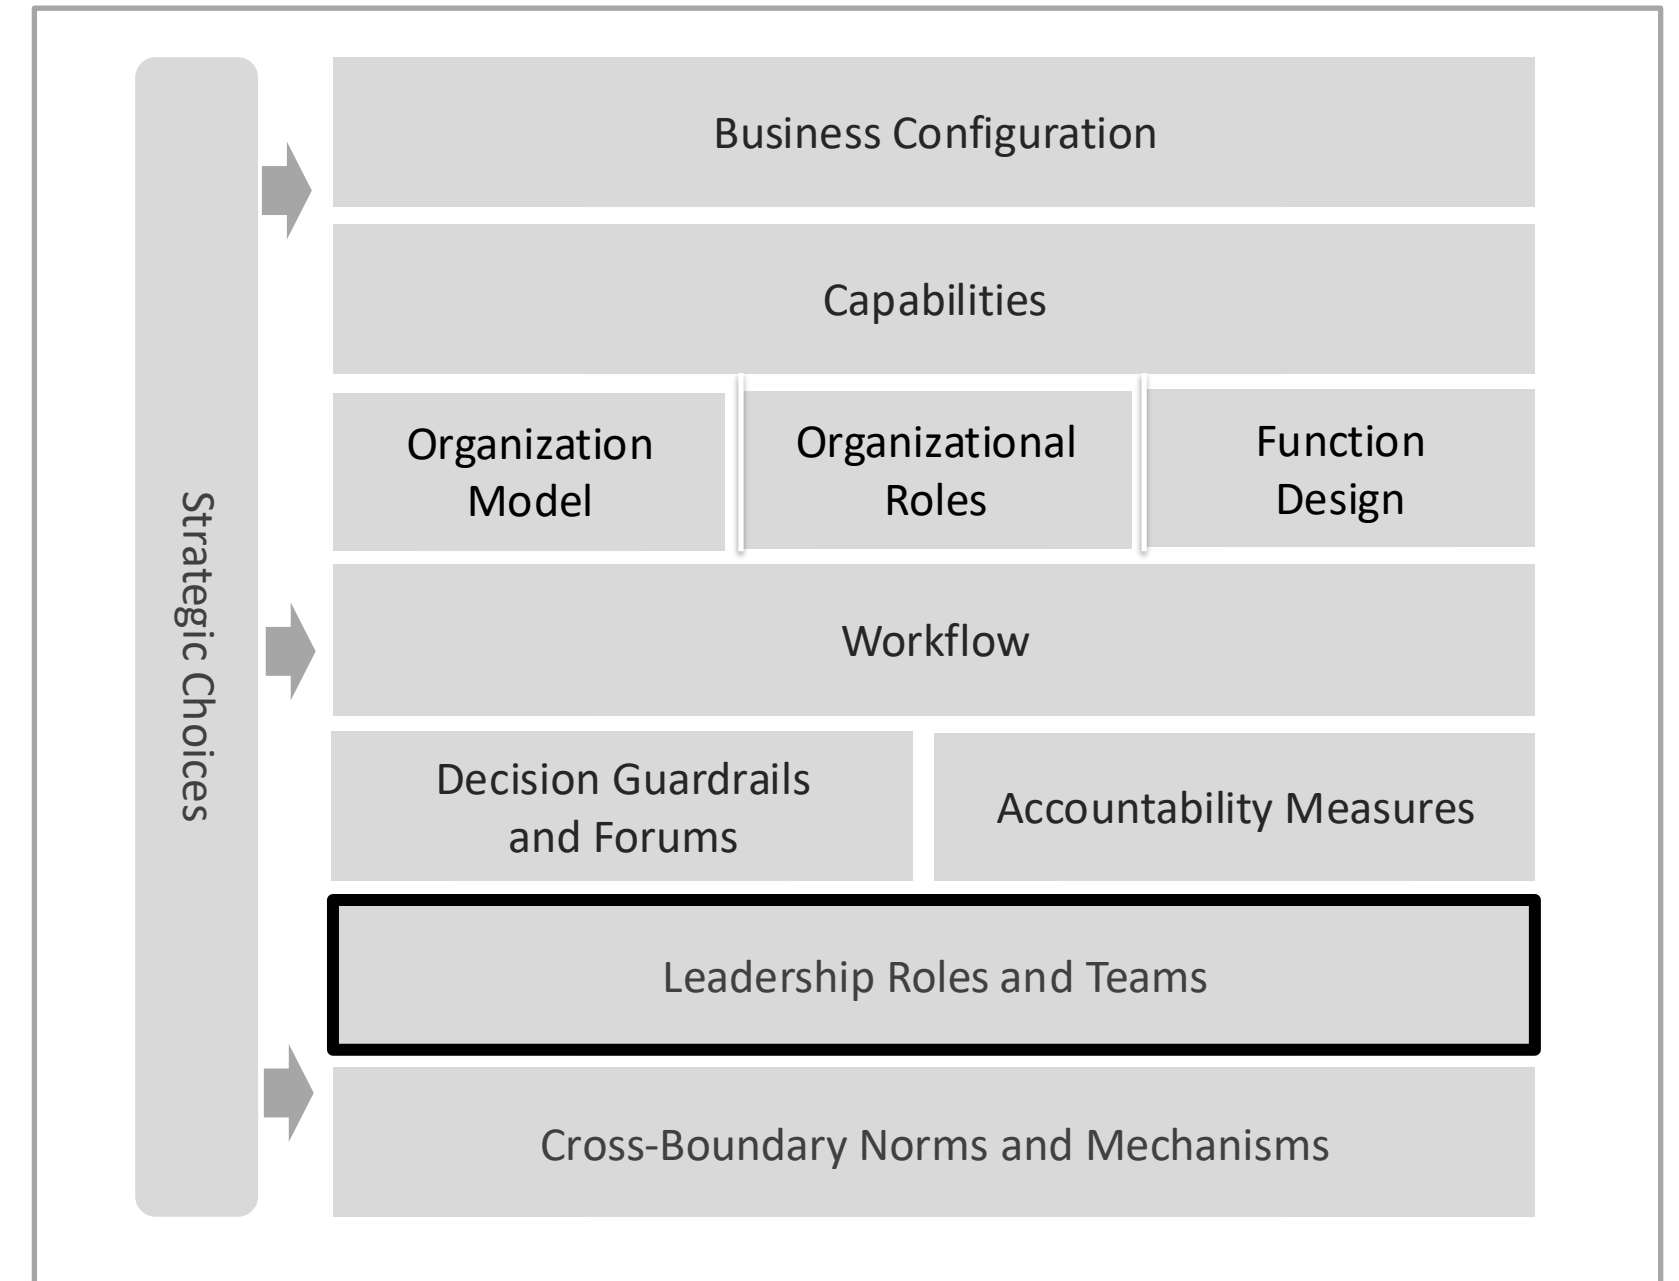 Strategic Choices
Business Configuration
Capabilities
Organization
Model
Organizational
Roles
Function
Design
Workflow
Decision Guardrails
and Forums
Accountability Measures
Leadership Roles and Teams
Cross-Boundary Norms and Mechanisms